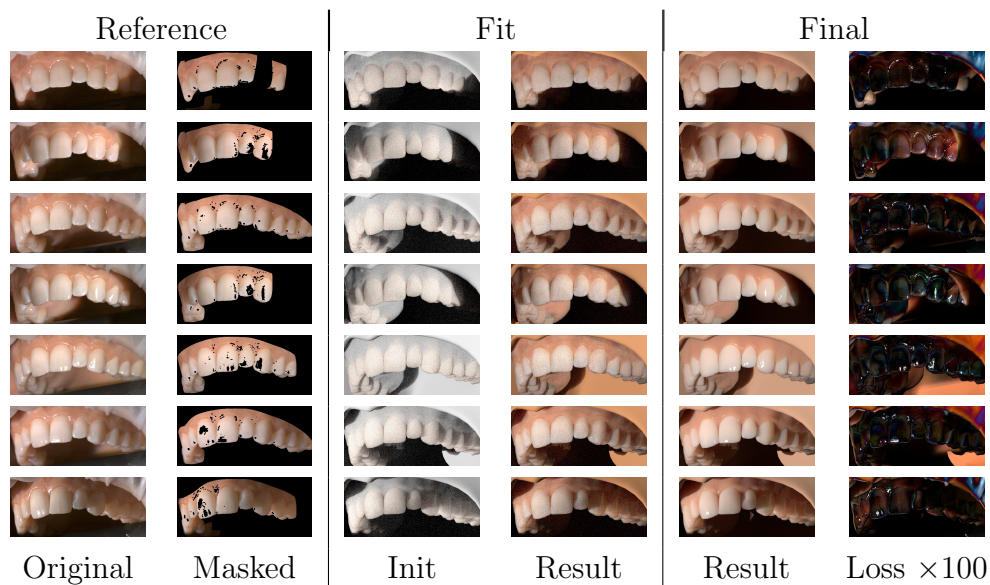 Reference Fit Final
Original Masked Init Result Result Loss ×100